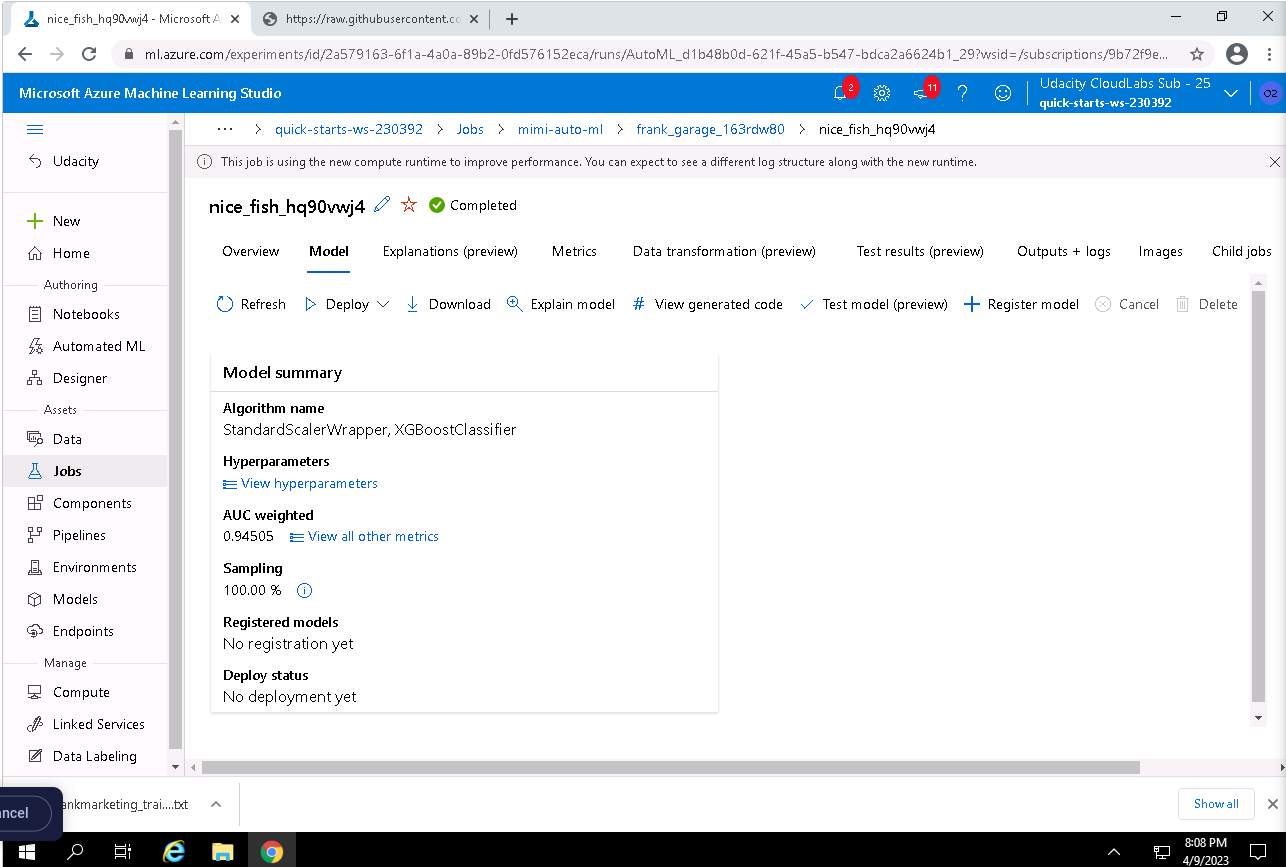 nice_fish_hq90vwj4 - Microsoft A
https://raw.githubusercontent.co
ml.azure.com/experiments/id/2a579163-6f1a-4a0a-89b2-0fd576152eca/runs/AutoML_d1b48b0d-621f-45a5-b547-bdca2a6624b1_29?wsid=/subscriptions/9b72f9e...
Microsoft Azure Machine Learning Studio
2
11
Udacity CloudLabs Sub - 25
quick-starts-ws-230392
O2
... > quick-starts-ws-230392 > Jobs > mimi-auto-ml > frank_garage_163rdw80 > nice_fish_hq90vwj4
This job is using the new compute runtime to improve performance. You can expect to see a different log structure along with the new runtime.
Udacity
New
Home
Authoring
Notebooks
Automated ML
Designer
Assets
Data
Jobs
Components
Pipelines
Environments
Models
Endpoints
Manage
Compute
Linked Services
Data Labeling
nice_fish_hq90vwj4 Completed
Overview Model Explanations (preview) Metrics Data transformation (preview) Test results (preview) Outputs + logs Images Child jobs
Refresh Deploy Download Explain model View generated code Test model (preview) Register model Cancel Delete
Model summary
Algorithm name
StandardScalerWrapper, XGBoostClassifier
Hyperparameters
View hyperparameters
AUC weighted
0.94505 View all other metrics
Sampling
100.00 %
Registered models
No registration yet
Deploy status
No deployment yet
ncel
ankmarketing_trai....txt
Show all
8:08 PM
4/9/2023